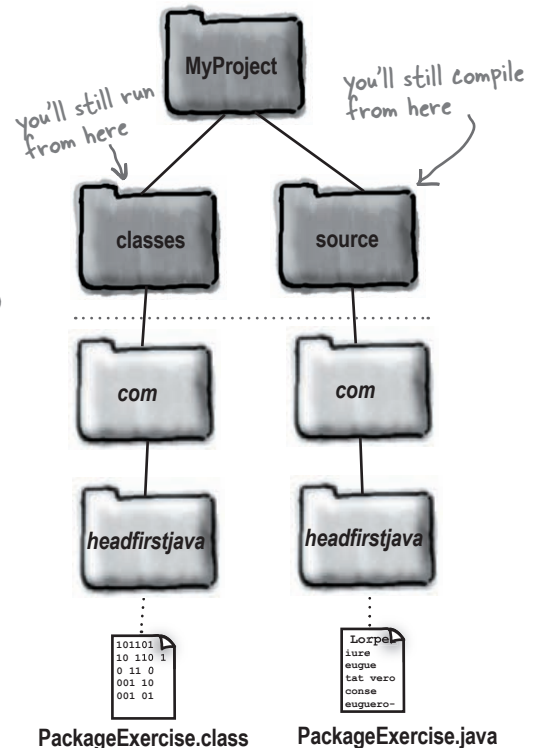 MyProject
you'll still run
from here
you'll still compile
from here
classes
source
com
com
headfirstjava
headfirstjava
101101
10 110 1
0 11 0
001 10
001 01
Lorpe
iure
eugue
tat vero
conse
euguero-
PackageExercise.class
PackageExercise.java